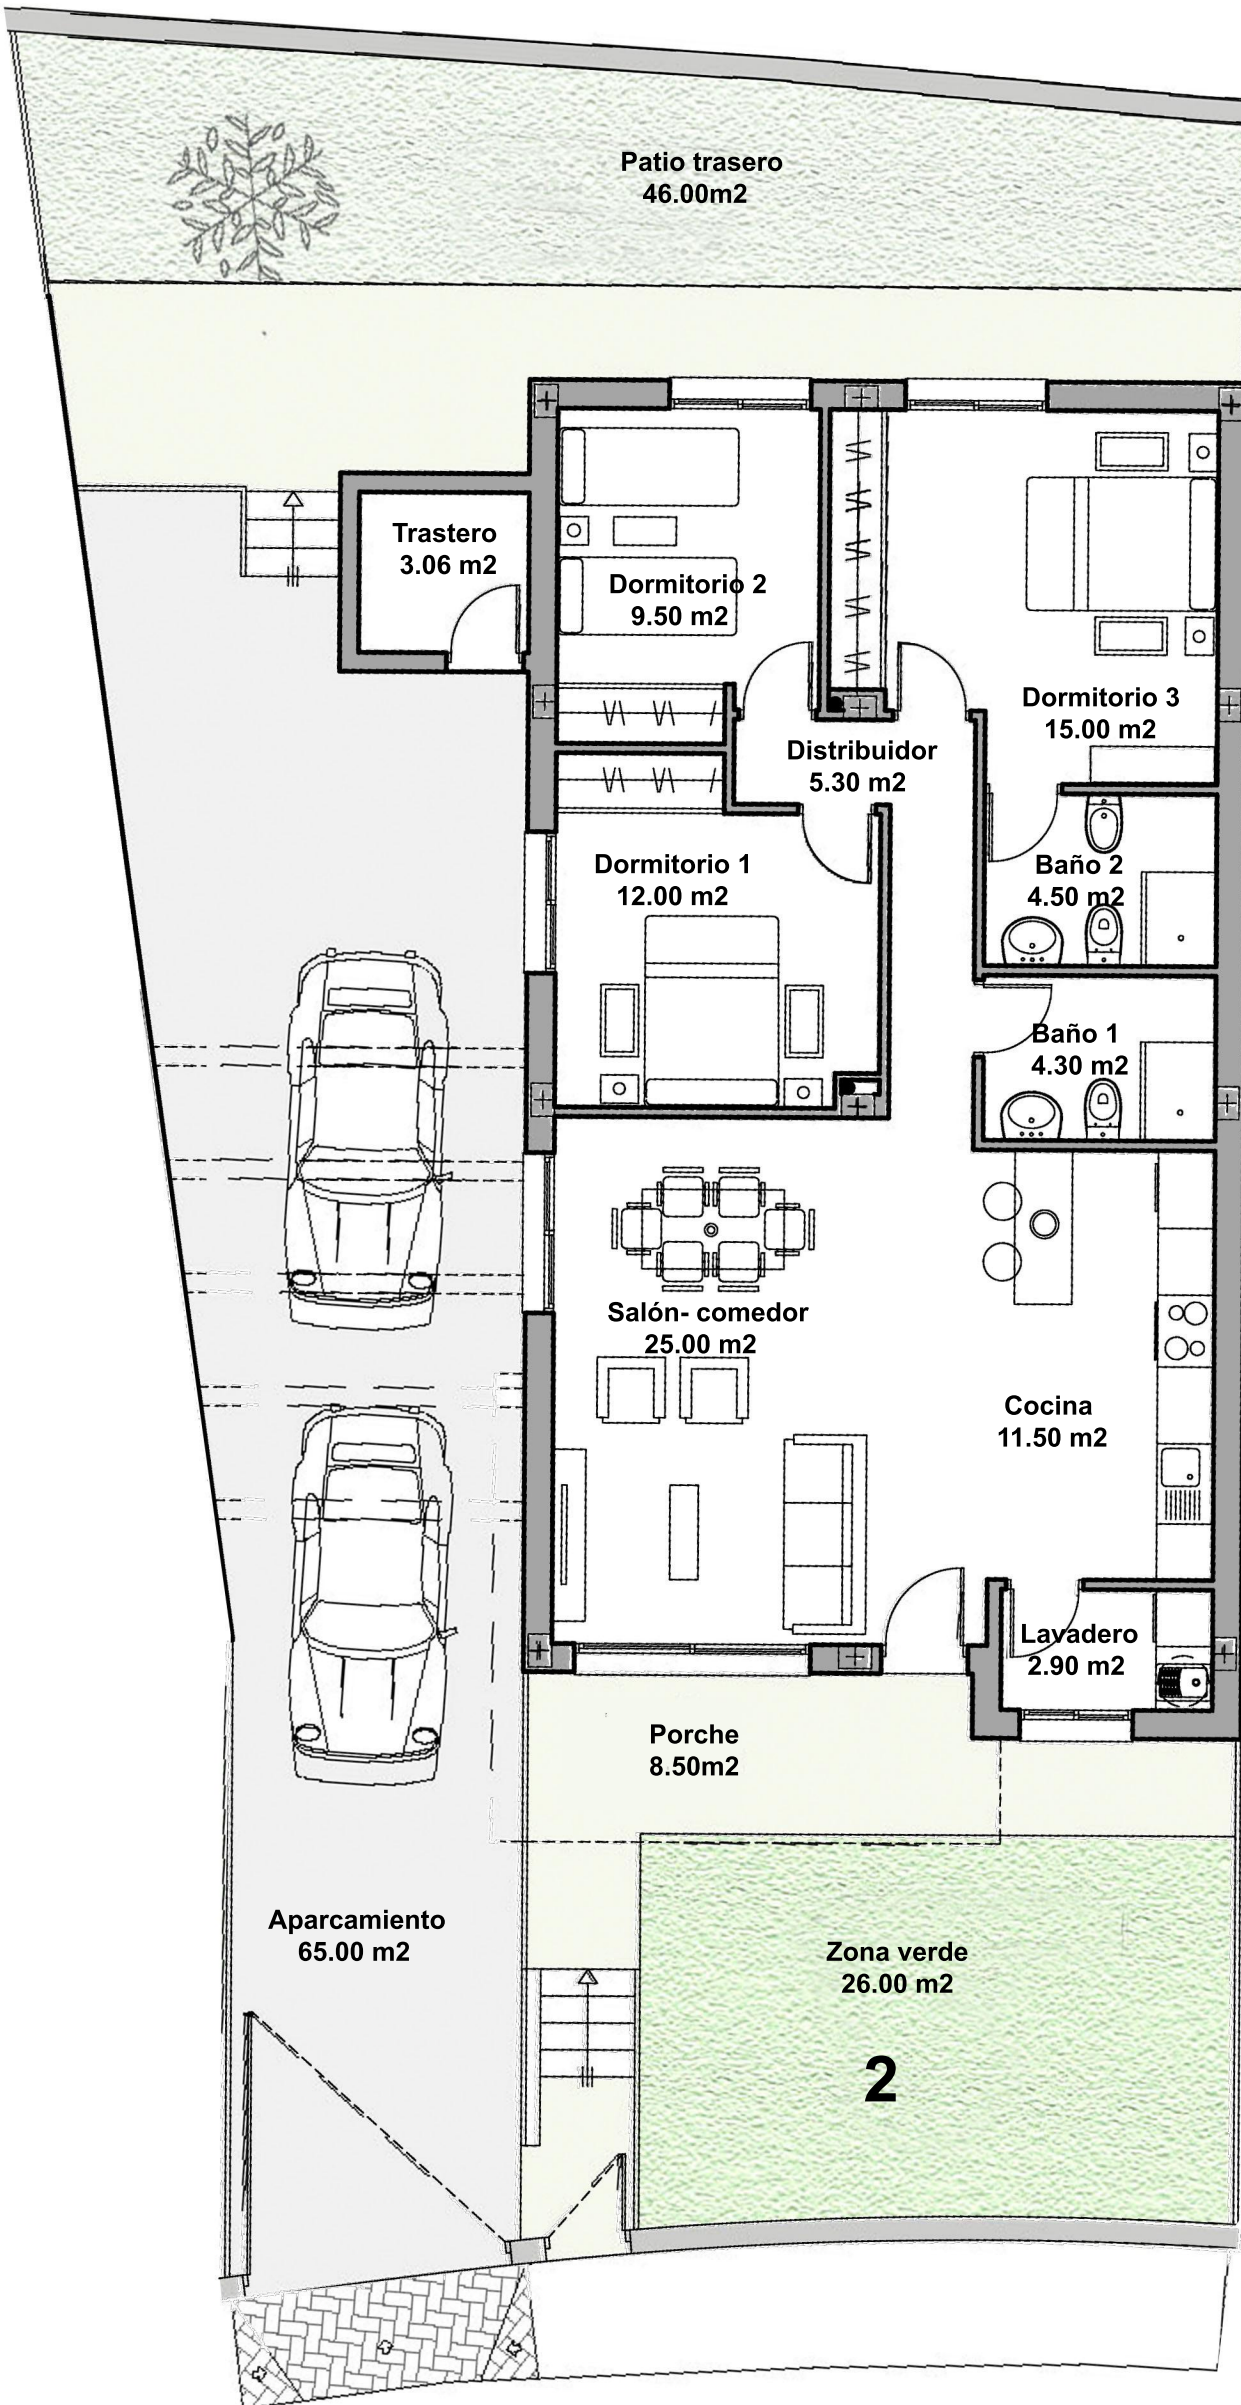 Patio trasero
46.00m2
Trastero
3.06 m2
Dormitorio 2
9.50 m2
Dormitorio 3
15.00 m2
Distribuidor
5.30 m2
Dormitorio 1
12.00 m2
Baño 2
4.50 m2
Baño 1
4.30 m2
Salón- comedor
25.00 m2
Cocina
11.50 m2
Lavadero
2.90 m2
Porche
8.50m2
Aparcamiento
65.00 m2
Zona verde
26.00 m2
2